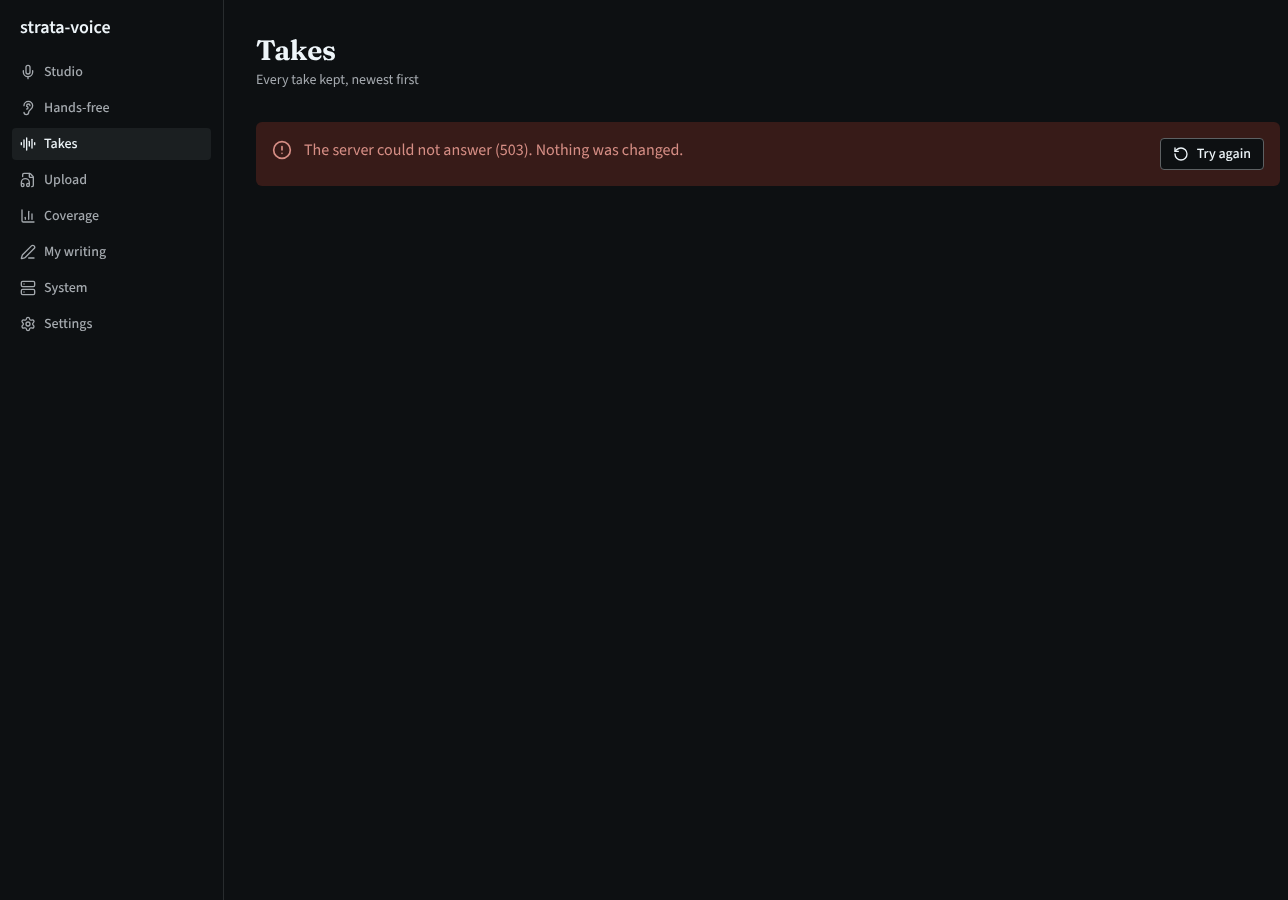 strata-voice
Studio
Hands-free
Takes
Upload
Coverage
My writing
System
Settings
Takes
Every take kept, newest first
The server could not answer (503). Nothing was changed.
Try again